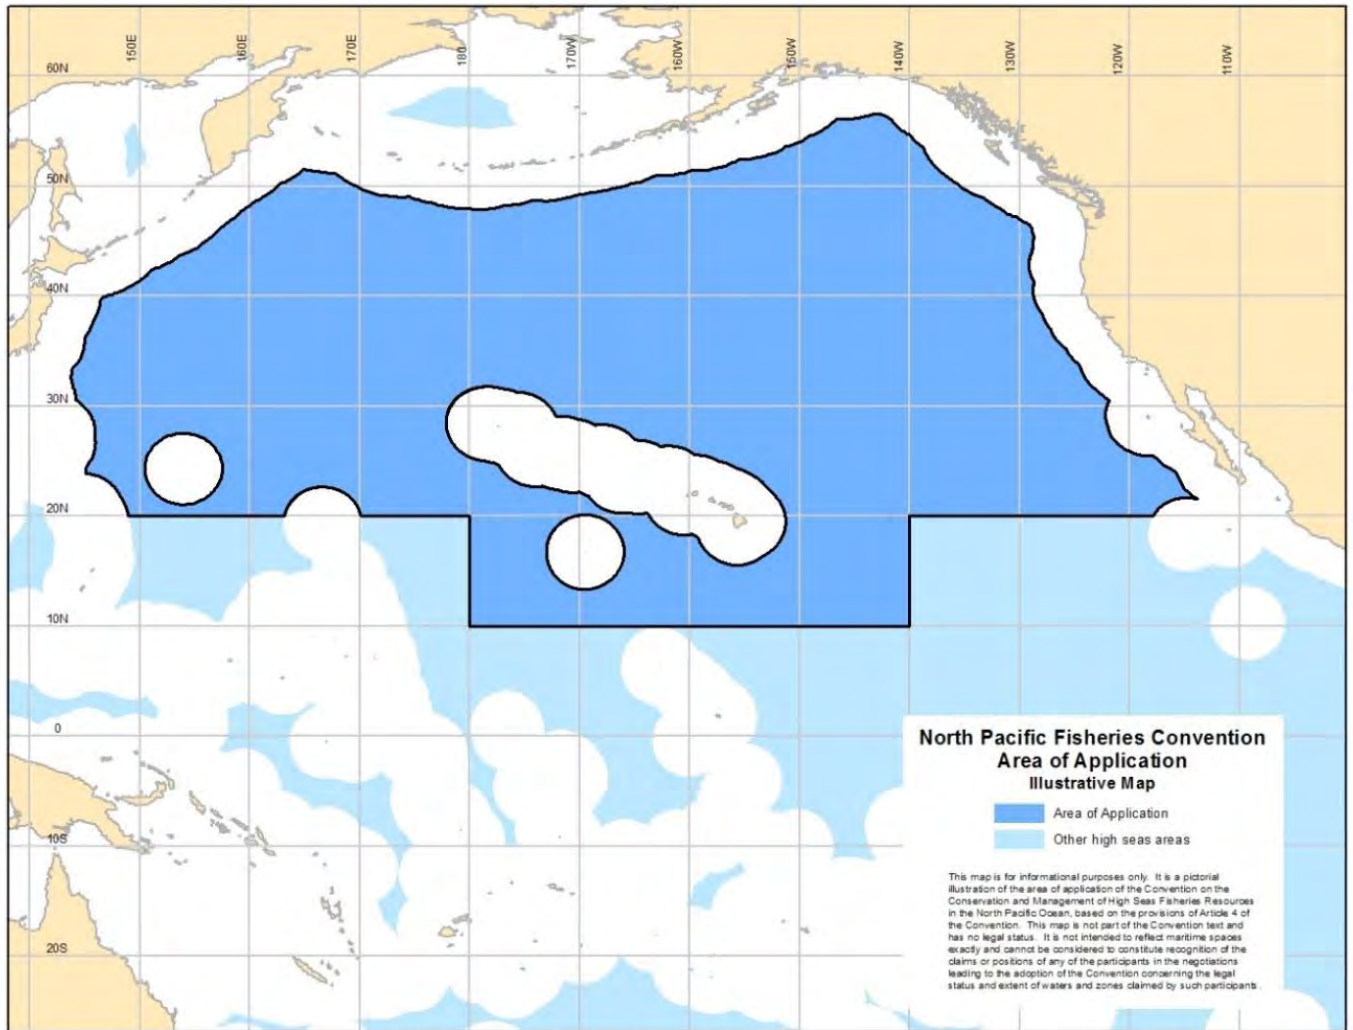 150E
160E
170E
180
170W
160W
150W
140W
130W
120W
110W
60N
50N
40N
30N
20N
10N
0
10S
20S
North Pacific Fisheries Convention
Area of Application
Illustrative Map
Area of Application
Other high seas areas
This map is for informational purposes only. It is a pictorial
illustration of the area of application of the Convention on the
Conservation and Management of High Seas Fisheries Resources
in the North Pacific Ocean, based on the provisions of Article 4 of
the Convention. This map is not part of the Convention text and
has no legal status. It is not intended to reflect maritime spaces
exactly and cannot be considered to constitute recognition of the
claims or positions of any of the participants in the negotiations
leading to the adoption of the Convention concerning the legal
status and extent of waters and zones claimed by such participants.